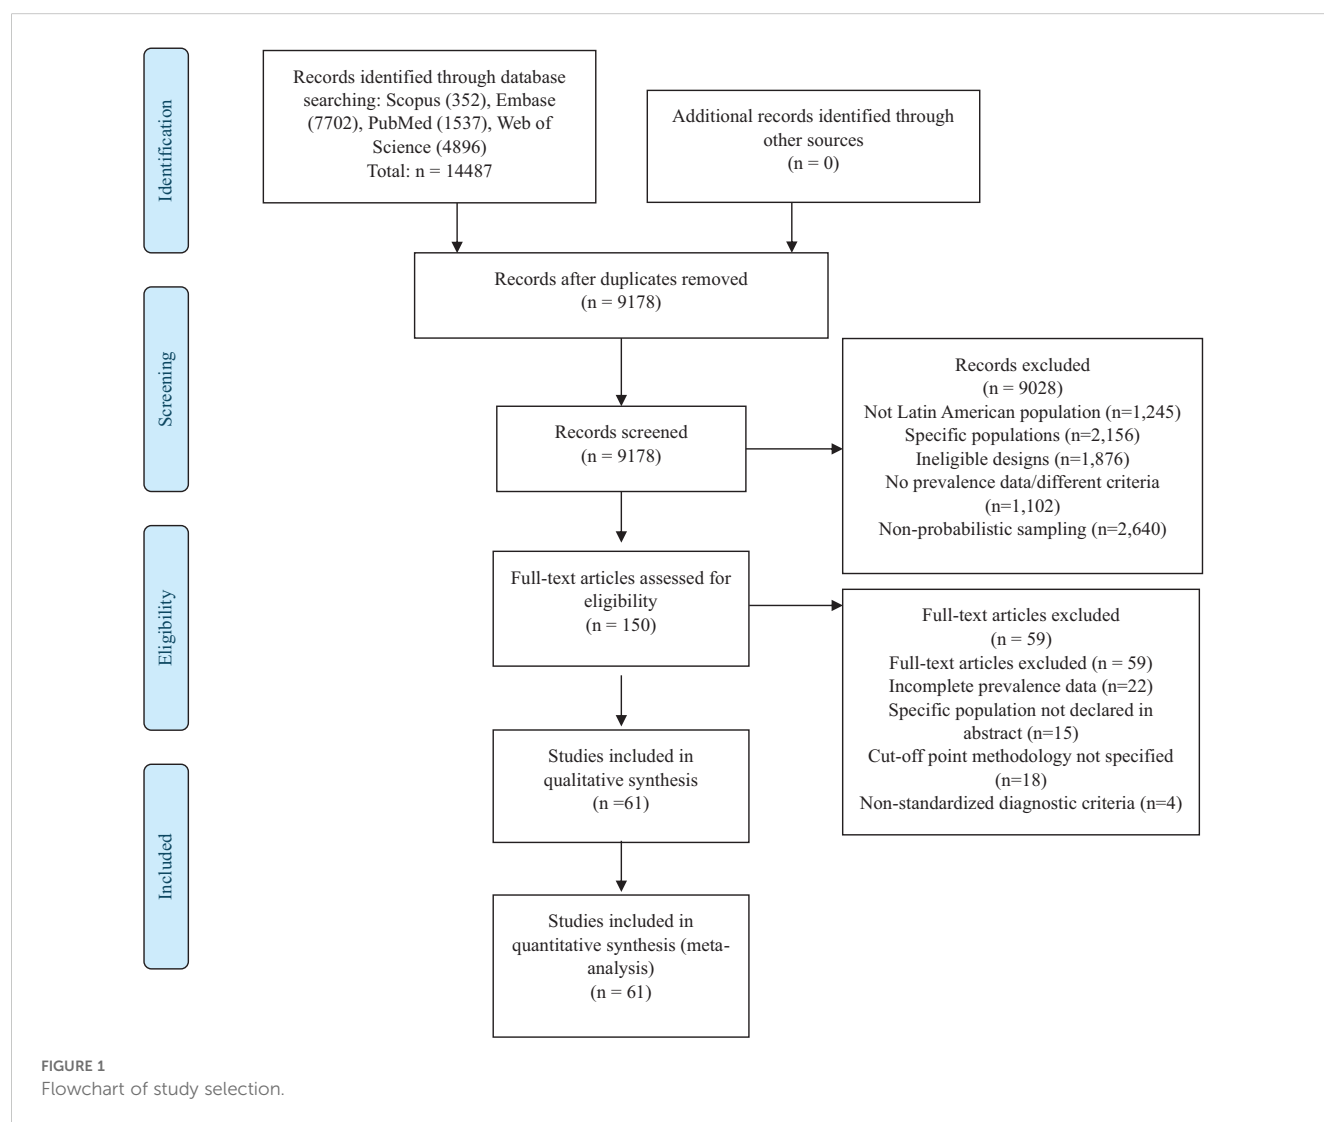 Identification
Records identified through database
searching: Scopus (352), Embase
(7702), PubMed (1537), Web of
Science (4896)
Total: n = 14487
Additional records identified through
other sources
(n = 0)
Records after duplicates removed
(n = 9178)
Screening
Records screened
(n = 9178)
Records excluded
(n = 9028)
Not Latin American population (n=1,245)
Specific populations (n=2,156)
Ineligible designs (n=1,876)
No prevalence data/different criteria
(n=1,102)
Non-probabilistic sampling (n=2,640)
Eligibility
Full-text articles assessed for
eligibility
(n = 150)
Full-text articles excluded
(n = 59)
Full-text articles excluded (n = 59)
Incomplete prevalence data (n=22)
Specific population not declared in
abstract (n=15)
Cut-off point methodology not specified
(n=18)
Non-standardized diagnostic criteria (n=4)
Studies included in
qualitative synthesis
(n =61)
Included
Studies included in
quantitative synthesis (meta-
analysis)
(n = 61)
FIGURE 1
Flowchart of study selection.